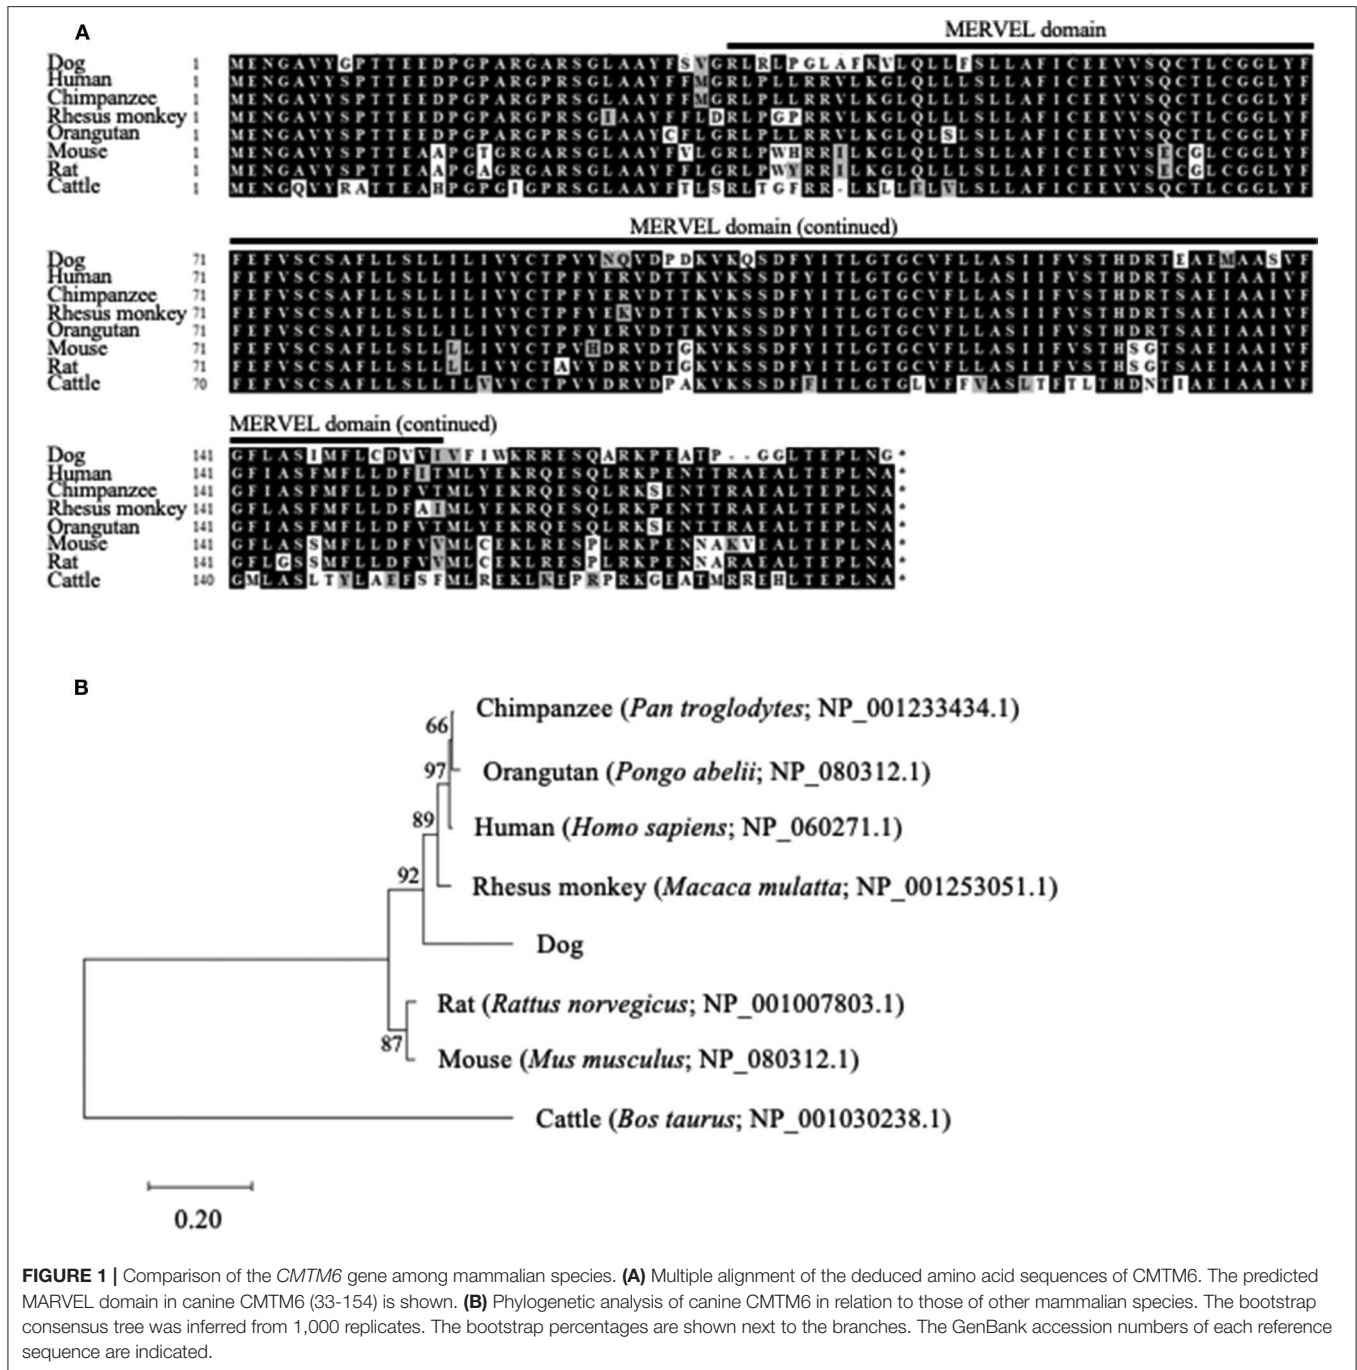 A
MERVEL domain
Dog 1 MENGAVYGPTTEEDPGPARGARSGLAAYFSVGRLRLPGLAFKVLQLLFSLLAFICEEVVSQCTLCGGLYF
Human 1 MENGAVYSPTTEEDPGPARGPRSGLAAYFFMGRLPLLRRVLKGLQLLLSLLAFICEEVVSQCTLCGGLYF
Chimpanzee 1 MENGAVYSPTTEEDPGPARGPRSGLAAYFFMGRLPLLRRVLKGLQLLLSLLAFICEEVVSQCTLCGGLYF
Rhesus monkey 1 MENGAVYSPTTEEDPGPARGPRSGIAAYFFLDRLPGPRRVLKGLQLLLSLLAFICEEVVSQCTLCGGLYF
Orangutan 1 MENGAVYSPTTEEDPGPARGPRSGLAAYCFLGRLPLLRRVLKGLQLSLSLLAFICEEVVSQCTLCGGLYF
Mouse 1 MENGAVYSPTTEAAPGTGRGARSGLAAYFVLGRLPWHRRILKGLQLLLSLLAFICEEVVSECGLCGGLYF
Rat 1 MENGAVYSPTTEAAPGAGRGARSGLAAYFFLGRLPWYRRILKGLQLLLSLLAFICEEVVSECGLCGGLYF
Cattle 1 MENGQVYRATTEAHPGPGIGPRSGLAAYFTLSRLTGFRR-LKLLELVLSLLAFICEEVVSQCTLCGGLYF
MERVEL domain (continued)
Dog 71 FEFVSCSAFLLSLLILIVYCTPVYNQVDPDKVKQSDFYITLGTGCVFLLASIIFVSTHDRTEAEMAASVF
Human 71 FEFVSCSAFLLSLLILIVYCTPFYERVDTTKVKSSDFYITLGTGCVFLLASIIFVSTHDRTSAEIAAIVF
Chimpanzee 71 FEFVSCSAFLLSLLILIVYCTPFYERVDTTKVKSSDFYITLGTGCVFLLASIIFVSTHDRTSAEIAAIVF
Rhesus monkey 71 FEFVSCSAFLLSLLILIVYCTPFYEKVDTTKVKSSDFYITLGTGCVFLLASIIFVSTHDRTSAEIAAIVF
Orangutan 71 FEFVSCSAFLLSLLILIVYCTPFYERVDTTKVKSSDFYITLGTGCVFLLASIIFVSTHDRTSAEIAAIVF
Mouse 71 FEFVSCSAFLLSLLLLIVYCTPVHDRVDTGKVKSSDFYITLGTGCVFLLASIIFVSTHSGTSAEIAAIVF
Rat 71 FEFVSCSAFLLSLLLLIVYCTAVYDRVDTGKVKSSDFYITLGTGCVFLLASIIFVSTHSGTSAEIAAIVF
Cattle 70 FEFVSCSAFLLSLLILVVYCTPVYDRVDPAKVKSSDFFITLGTGLVFFVASLTFTLTHDNTIAEIAAIVF
MERVEL domain (continued)
Dog 141 GFLASIMFLCDVVIVFIWKRRESQARKPEATP--GGLTEPLNG*
Human 141 GFIASFMFLLDFITMLYEKRQESQLRKPENTTRAEALTEPLNA*
Chimpanzee 141 GFIASFMFLLDFVTMLYEKRQESQLRKSENTTRAEALTEPLNA*
Rhesus monkey 141 GFLASFMFLLDFAIMLYEKRQESQLRKPENTTRAEALTEPLNA*
Orangutan 141 GFIASFMFLLDFVTMLYEKRQESQLRKSENTTRAEALTEPLNA*
Mouse 141 GFLASSMFLLDFVVMLCEKLRESPLRKPENNAKVEALTEPLNA*
Rat 141 GFLGSSMFLLDFVVMLCEKLRESPLRKPENNARAEALTEPLNA*
Cattle 140 GMLASLTYLAEFSFMLREKLKEPRPRKGEATMRREHLTEPLNA*
B
66
Chimpanzee (Pan troglodytes; NP_001233434.1)
97
Orangutan (Pongo abelii; NP_080312.1)
89
Human (Homo sapiens; NP_060271.1)
92
Rhesus monkey (Macaca mulatta; NP_001253051.1)
Dog
Rat (Rattus norvegicus; NP_001007803.1)
87
Mouse (Mus musculus; NP_080312.1)
Cattle (Bos taurus; NP_001030238.1)
0.20
FIGURE 1 | Comparison of the CMTM6 gene among mammalian species. (A) Multiple alignment of the deduced amino acid sequences of CMTM6. The predicted
MARVEL domain in canine CMTM6 (33-154) is shown. (B) Phylogenetic analysis of canine CMTM6 in relation to those of other mammalian species. The bootstrap
consensus tree was inferred from 1,000 replicates. The bootstrap percentages are shown next to the branches. The GenBank accession numbers of each reference
sequence are indicated.